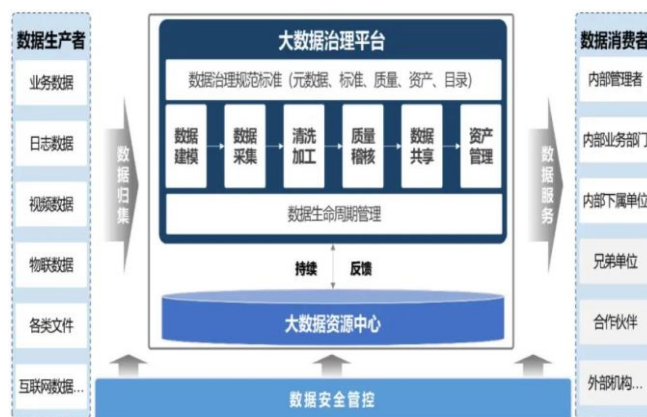 数据生产者
业务数据
日志数据
视频数据
物联数据
各类文件
互联网数据...
数据归集
大数据治理平台
数据治理规范标准（元数据、标准、质量、资产、目录）
数据
建模
数据
采集
清洗
加工
质量
稽核
数据
共享
资产
管理
数据生命周期管理
持续
反馈
大数据资源中心
数据安全管控
数据服务
数据消费者
内部管理者
内部业务部门
内部下属单位
兄弟单位
合作伙伴
外部机构...